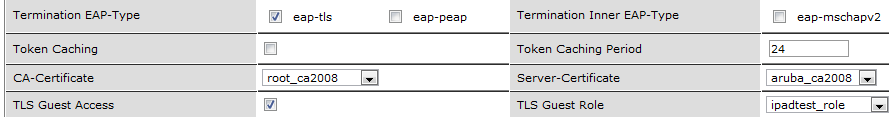 Termination EAP-Type eap-tls eap-peap Termination Inner EAP-Type eap-mschapv2
Token Caching Token Caching Period 24
CA-Certificate root_ca2008 Server-Certificate aruba_ca2008
TLS Guest Access TLS Guest Role ipadtest_role